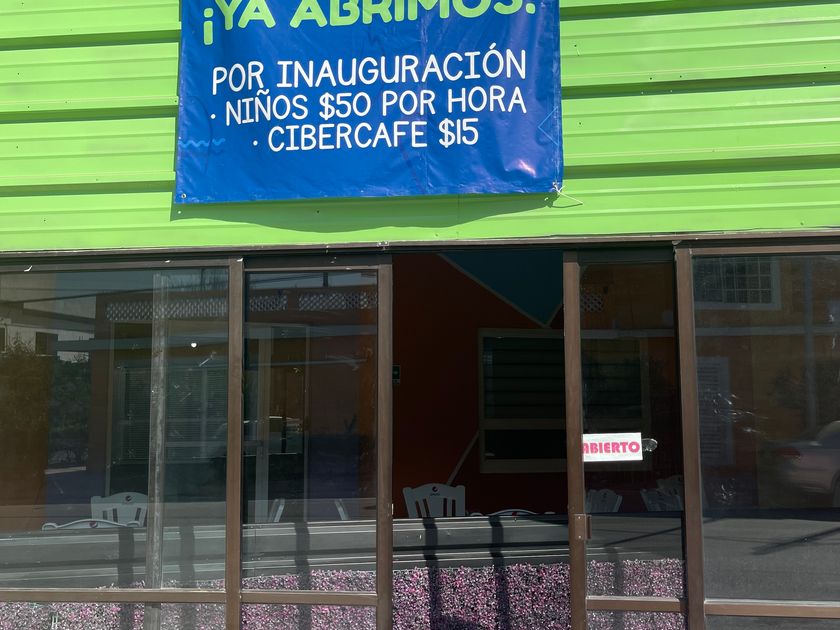 ¡YA ABRIMOS!
POR INAUGURACIÓN
· NIÑOS $50 POR HORA
· CIBERCAFE $15
ABIERTO